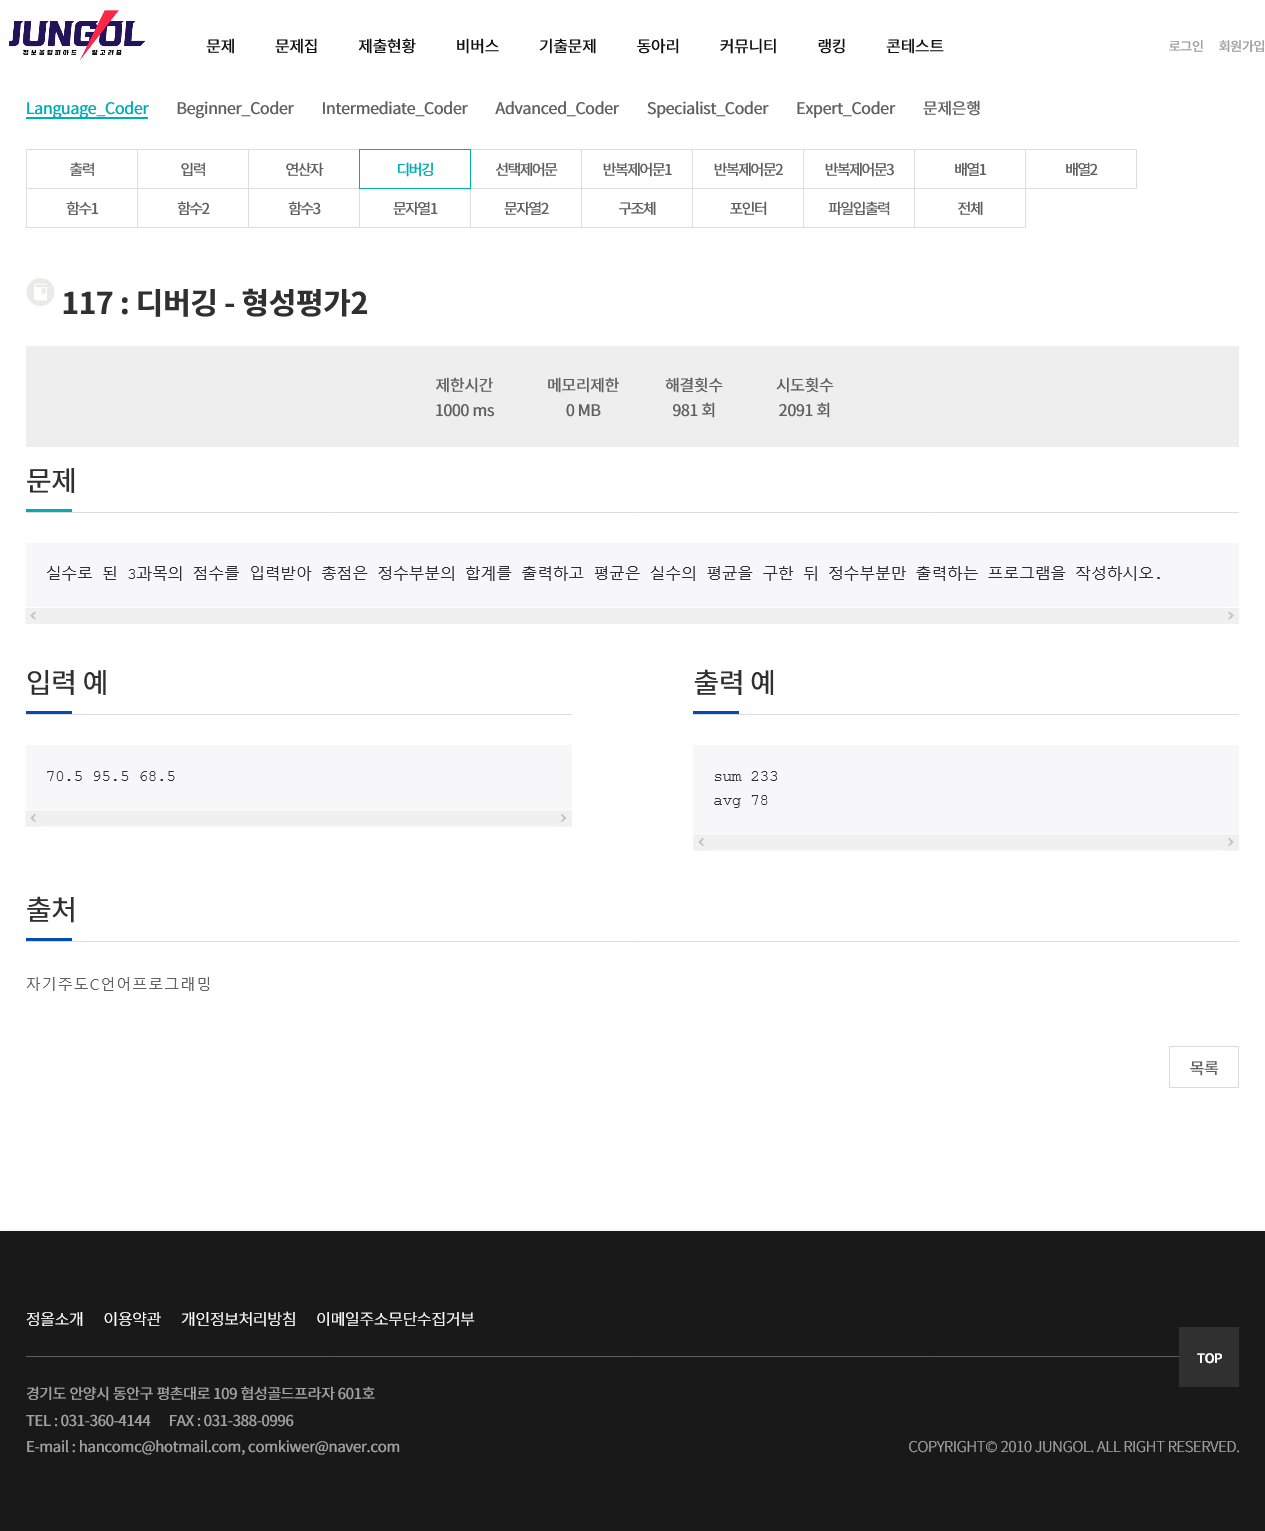 JUNGOL
정보올림피아드 알고리즘
문제 문제집 제출현황 비버스 기출문제 동아리 커뮤니티 랭킹 콘테스트 로그인 회원가입
Language_Coder Beginner_Coder Intermediate_Coder Advanced_Coder Specialist_Coder Expert_Coder 문제은행
출력 입력 연산자 디버깅 선택제어문 반복제어문1 반복제어문2 반복제어문3 배열1 배열2
함수1 함수2 함수3 문자열1 문자열2 구조체 포인터 파일입출력 전체
117 : 디버깅 - 형성평가2
제한시간 메모리제한 해결횟수 시도횟수
1000 ms 0 MB 981 회 2091 회
문제
실수로 된 3과목의 점수를 입력받아 총점은 정수부분의 합계를 출력하고 평균은 실수의 평균을 구한 뒤 정수부분만 출력하는 프로그램을 작성하시오.
입력 예
70.5 95.5 68.5
출력 예
sum 233
avg 78
출처
자기주도C언어프로그래밍
목록
정올소개 이용약관 개인정보처리방침 이메일주소무단수집거부
TOP
경기도 안양시 동안구 평촌대로 109 협성골드프라자 601호
TEL : 031-360-4144 FAX : 031-388-0996
E-mail : hancomc@hotmail.com, comkiwer@naver.com
COPYRIGHT© 2010 JUNGOL. ALL RIGHT RESERVED.